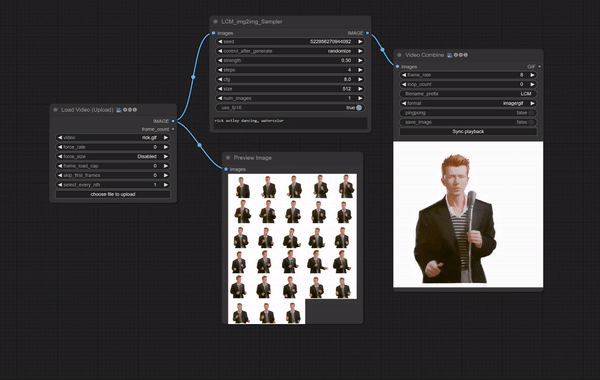 Load Video (Upload)
IMAGE
frame_count
video rick.gif
force_rate 0
force_size Disabled
frame_load_cap 0
skip_first_frames 0
select_every_nth 1
choose file to upload
LCM_img2img_Sampler
images IMAGE
seed
control_after_generate randomize
strength 0.30
steps 4
cfg 8.0
size 512
num_images 1
use_fp16 true
rick astley dancing, watercolor
Preview Image
images
Video Combine
images GIF
frame_rate 8
loop_count 0
filename_prefix LCM
format image/gif
pingpong false
save_image false
Sync playback